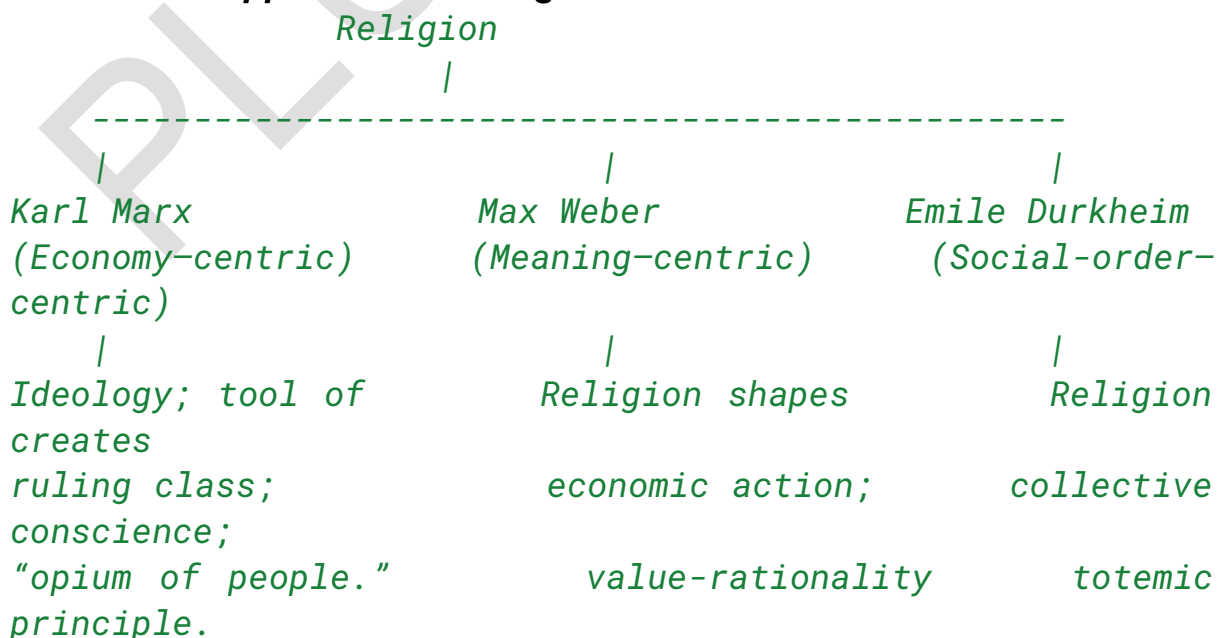 Religion
|
------------------------------------------------
| | |
Karl Marx Max Weber Emile Durkheim
(Economy–centric) (Meaning–centric) (Social-order–
centric)
| | |
Ideology; tool of Religion shapes Religion
creates
ruling class; economic action; collective
conscience;
“opium of people.” value-rationality totemic
principle.